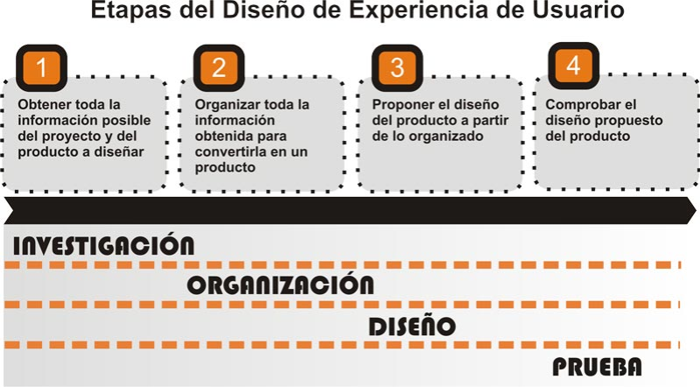 Etapas del Diseño de Experiencia de Usuario
1
Obtener toda la
información posible
del proyecto y del
producto a diseñar
2
Organizar toda la
información
obtenida para
convertirla en un
producto
3
Proponer el diseño
del producto a partir
de lo organizado
4
Comprobar el
diseño propuesto
del producto
INVESTIGACIÓN
ORGANIZACIÓN
DISEÑO
PRUEBA